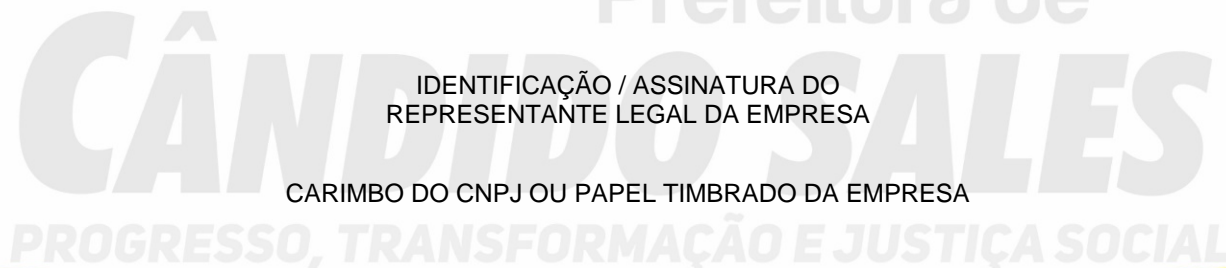 Prefeitura de
CÂNDIDO SALES
IDENTIFICAÇÃO / ASSINATURA DO
REPRESENTANTE LEGAL DA EMPRESA
CARIMBO DO CNPJ OU PAPEL TIMBRADO DA EMPRESA
PROGRESSO, TRANSFORMAÇÃO E JUSTIÇA SOCIAL